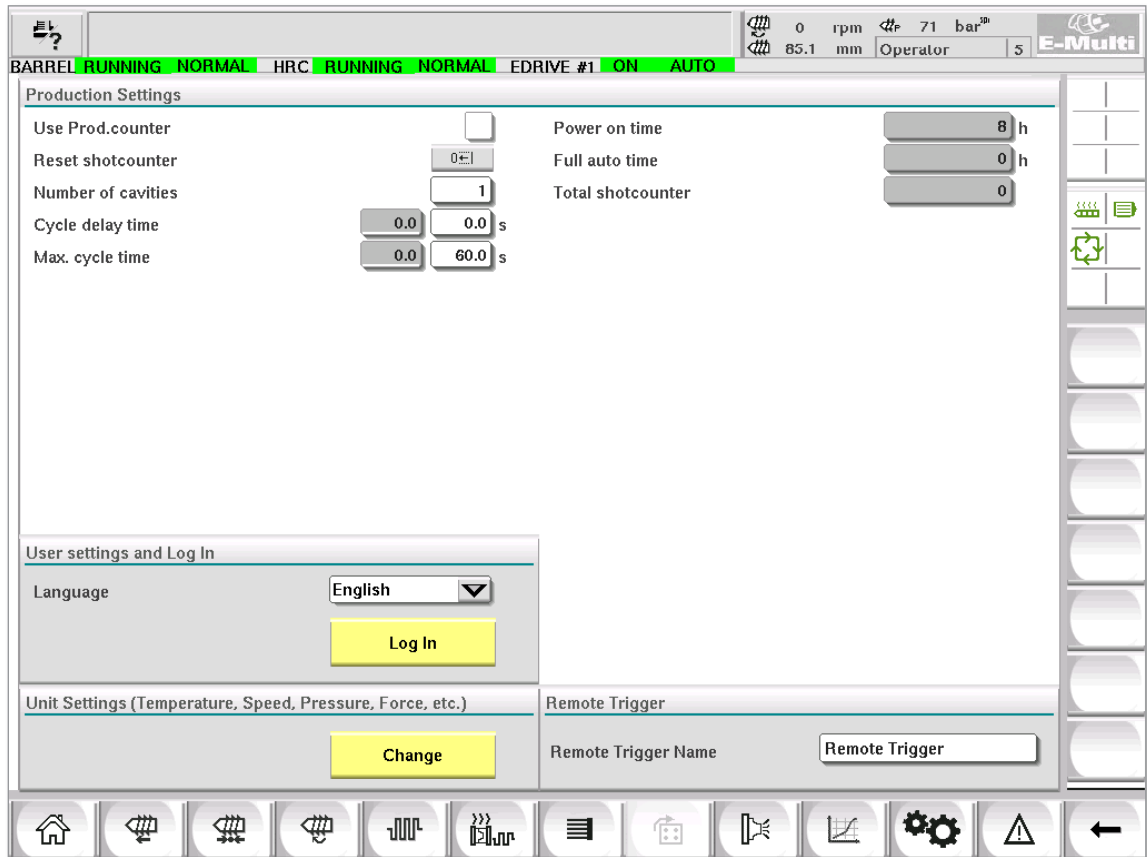 0 rpm P 71 bar spi
85.1 mm Operator 5
E-Multi
BARREL RUNNING NORMAL HRC RUNNING NORMAL EDRIVE #1 ON AUTO
Production Settings
Use Prod.counter
Reset shotcounter 0
Number of cavities 1
Cycle delay time 0.0 0.0 s
Max. cycle time 0.0 60.0 s
Power on time 8 h
Full auto time 0 h
Total shotcounter 0
User settings and Log In
Language English
Log In
Unit Settings (Temperature, Speed, Pressure, Force, etc.)
Change
Remote Trigger
Remote Trigger Name Remote Trigger